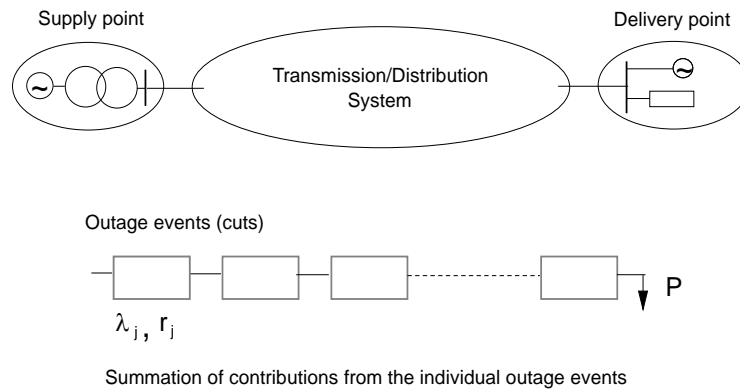 Supply point
Delivery point
Transmission/Distribution
System
Outage events (cuts)
P
λj, rj
Summation of contributions from the individual outage events